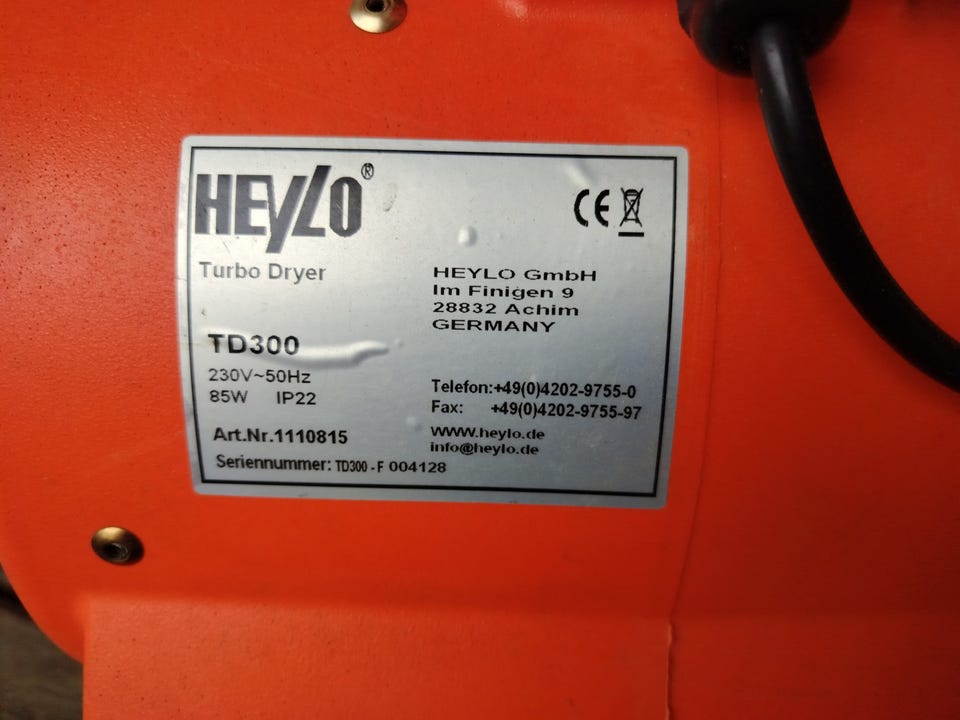 HEYLO®
CE
Turbo Dryer
HEYLO GmbH
Im Finigen 9
28832 Achim
GERMANY
TD300
230V~50Hz
85W IP22
Telefon:+49(0)4202-9755-0
Fax: +49(0)4202-9755-97
WWW.heylo.de
info@heylo.de
Art.Nr.1110815
Seriennummer: TD300 - F 004128